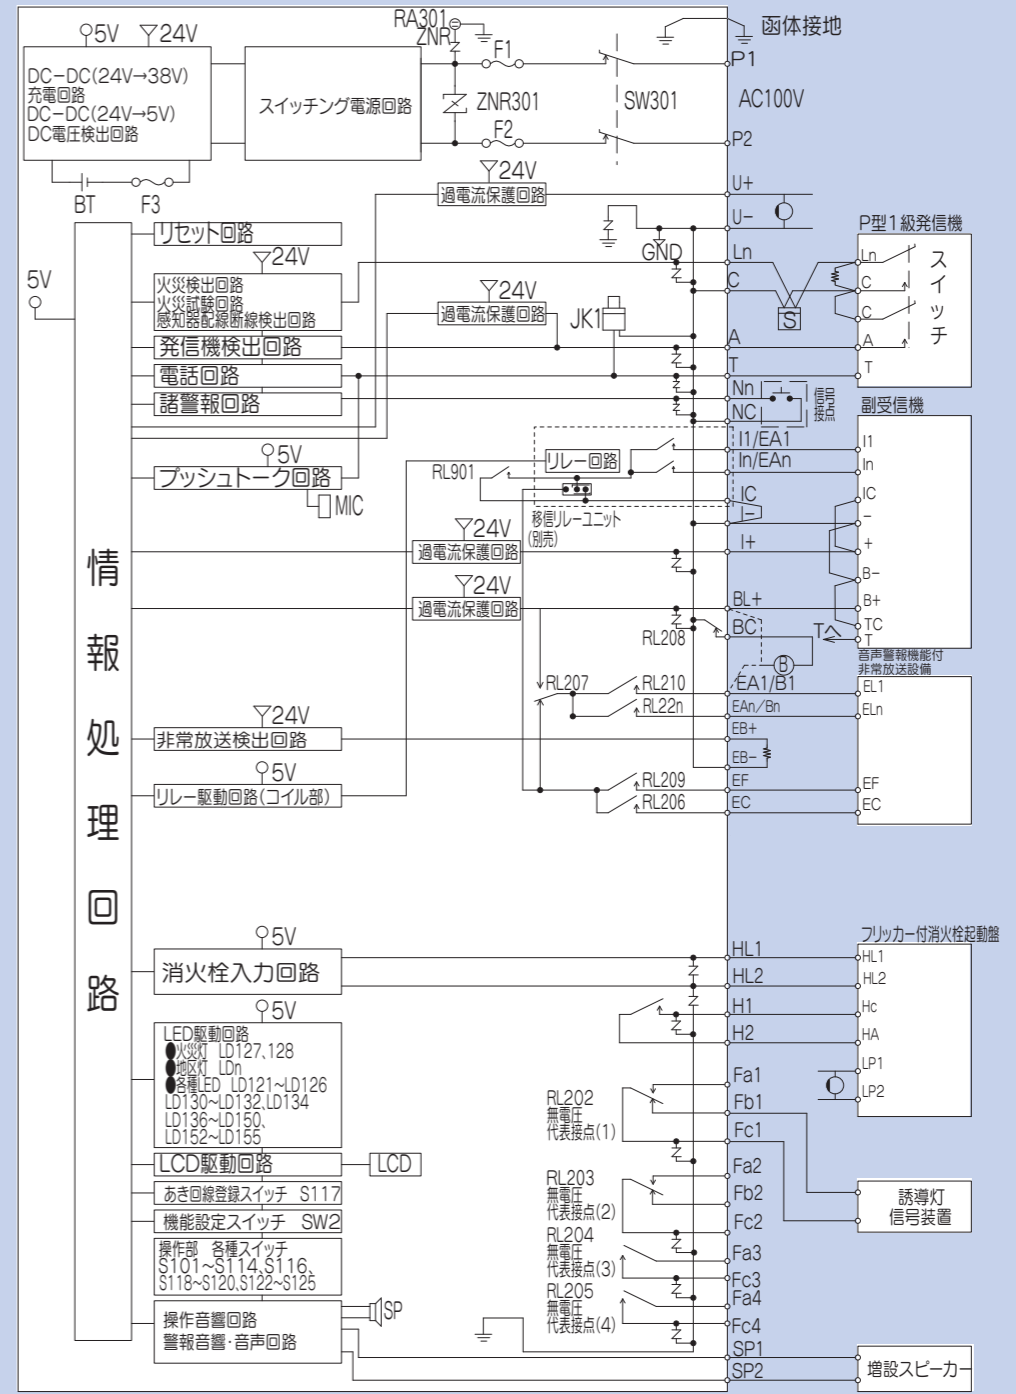 RA301
ZNR
函体接地
5V
24V
F1
P1
DC−DC(24V→38V)
充電回路
DC−DC(24V→5V)
DC電圧検出回路
スイッチング電源回路
ZNR301
SW301
AC100V
F2
P2
BT
F3
24V
過電流保護回路
U+
U−
GND
P型1級発信機
リセット回路
24V
5V
火災検出回路
火災試験回路
感知器配線断線検出回路
24V
過電流保護回路
JK1
Ln
C
S
Ln
C
C
A
T
スイッチ
発信機検出回路
A
電話回路
T
諸警報回路
Nn
NC
信号
接点
副受信機
5V
プッシュトーク回路
MIC
RL901
リレー回路
I1/EA1
In/EAn
IC
I−
移信リレーユニット
(別売)
I1
In
IC
−
+
B−
B+
TC
T
24V
過電流保護回路
I+
24V
過電流保護回路
BL+
RL208
BC
B
Tへ
情報処理回路
音声警報機能付
非常放送設備
RL207
RL210
EA1/B1
EL1
RL22n
EAn/Bn
ELn
24V
非常放送検出回路
EB+
EB−
5V
リレー駆動回路(コイル部)
RL209
EF
EF
RL206
EC
EC
5V
消火栓入力回路
HL1
HL2
H1
H2
フリッカー付消火栓起動盤
HL1
HL2
Hc
HA
LP1
LP2
5V
LED駆動回路
●火災灯 LD127、128
●地区灯 LDn
●各種LED LD121~LD126
LD130~LD132、LD134
LD136~LD150、
LD152~LD155
RL202
無電圧
代表接点(1)
Fa1
Fb1
Fc1
LCD駆動回路
LCD
あき回線登録スイッチ S117
機能設定スイッチ SW2
RL203
無電圧
代表接点(2)
Fa2
Fb2
Fc2
誘導灯
信号装置
操作部 各種スイッチ
S101~S114、S116、
S118~S120、S122~S125
RL204
無電圧
代表接点(3)
Fa3
Fc3
RL205
無電圧
代表接点(4)
Fa4
Fc4
操作音響回路
警報音響・音声回路
SP
SP1
SP2
増設スピーカー